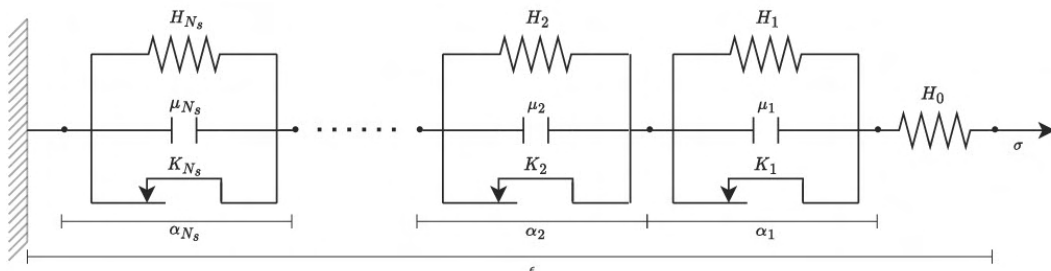 H_{N_s} H_2 H_1
H_0
μ_{N_s} μ_2 μ_1
σ
K_{N_s} K_2 K_1
α_{N_s} α_2 α_1